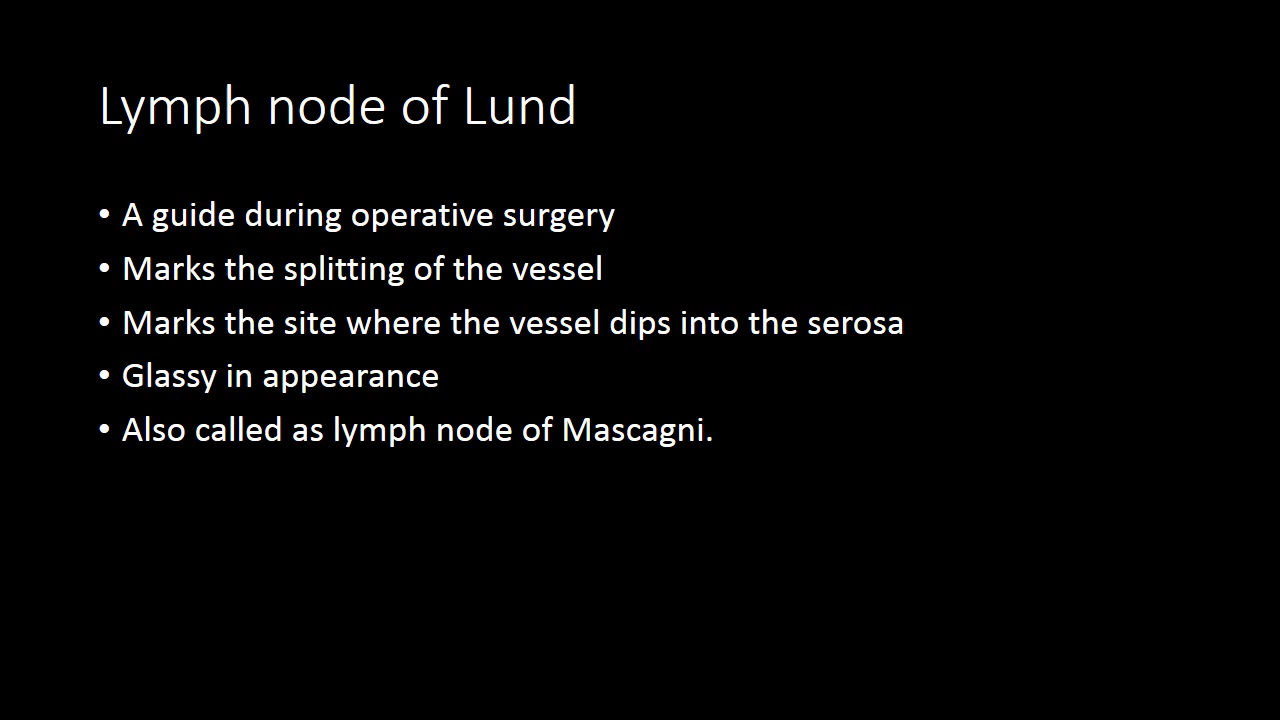 Lymph node of Lund
• A guide during operative surgery
• Marks the splitting of the vessel
• Marks the site where the vessel dips into the serosa
• Glassy in appearance
• Also called as lymph node of Mascagni.